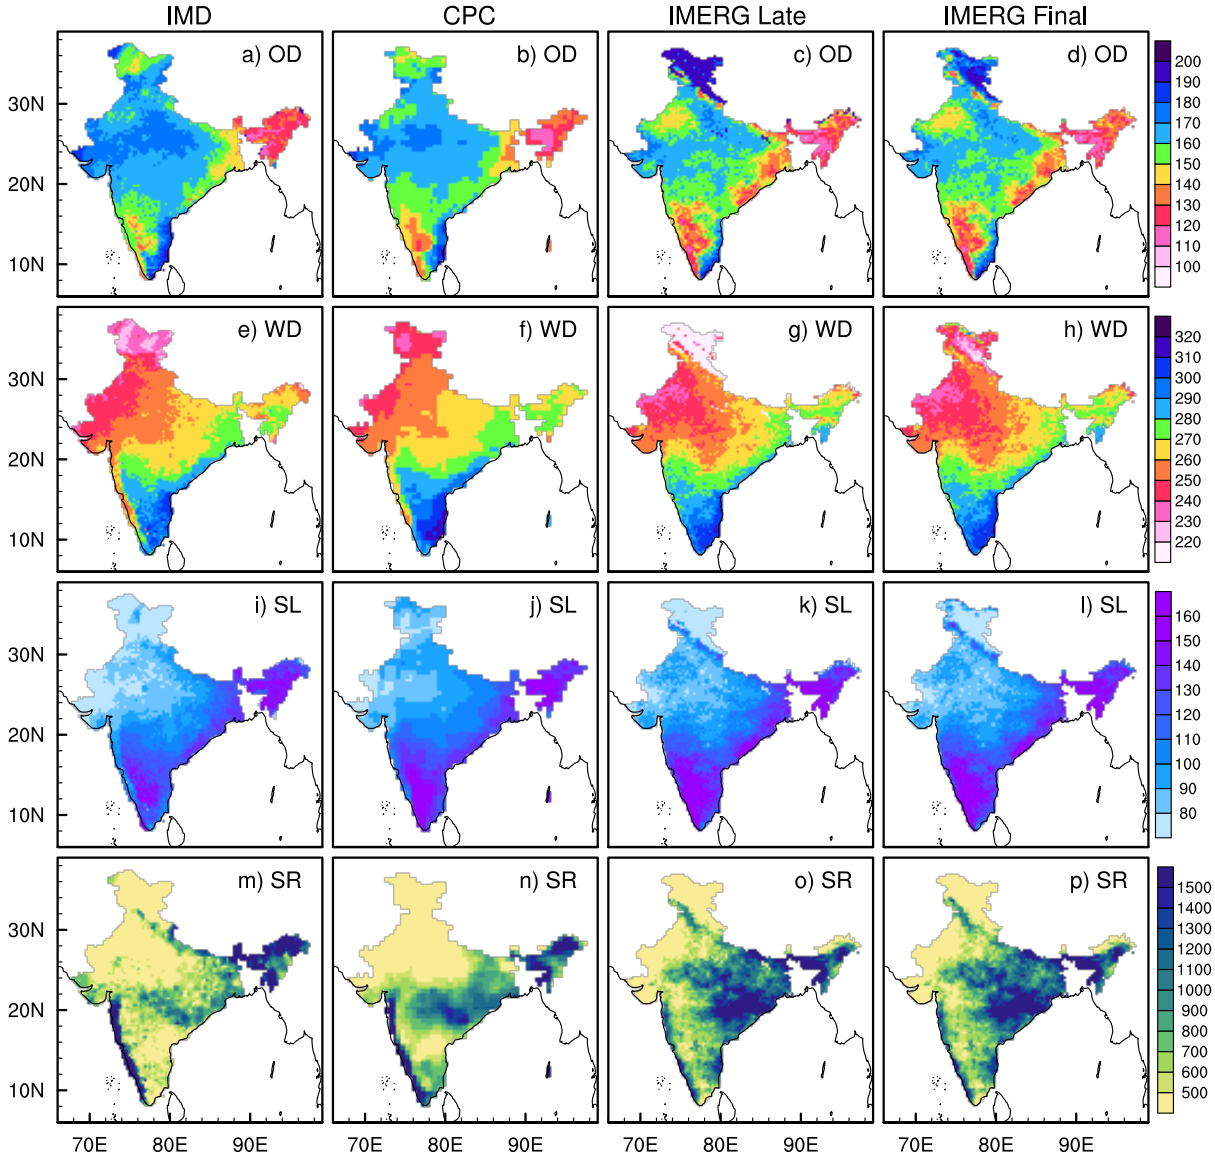 IMD CPC IMERG Late IMERG Final
a) OD b) OD c) OD d) OD
30N
20N
10N
200
190
180
170
160
150
140
130
120
110
100
e) WD f) WD g) WD h) WD
30N
20N
10N
320
310
300
290
280
270
260
250
240
230
220
i) SL j) SL k) SL l) SL
30N
20N
10N
160
150
140
130
120
110
100
90
80
m) SR n) SR o) SR p) SR
30N
20N
10N
1500
1400
1300
1200
1100
1000
900
800
700
600
500
70E 80E 90E 70E 80E 90E 70E 80E 90E 70E 80E 90E